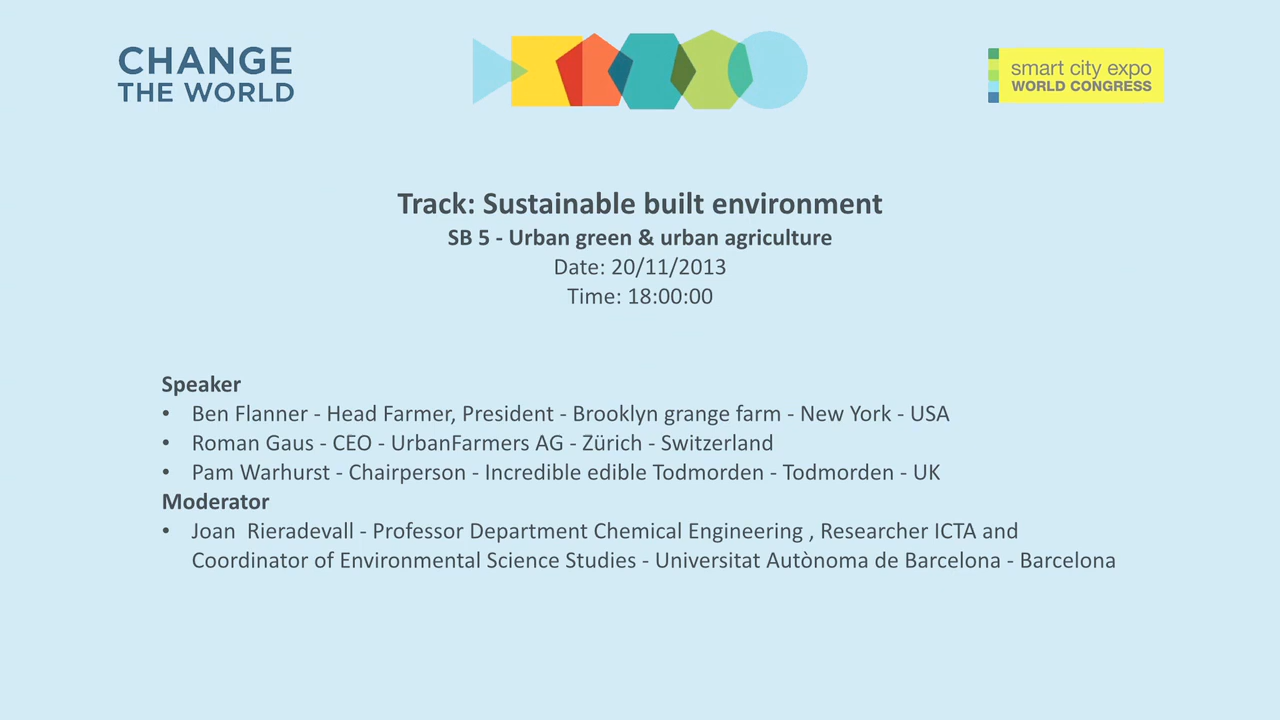 CHANGE
THE WORLD
smart city expo
WORLD CONGRESS
Track: Sustainable built environment
SB 5 - Urban green & urban agriculture
Date: 20/11/2013
Time: 18:00:00
Speaker
• Ben Flanner - Head Farmer, President - Brooklyn grange farm - New York - USA
• Roman Gaus - CEO - UrbanFarmers AG - Zürich - Switzerland
• Pam Warhurst - Chairperson - Incredible edible Todmorden - Todmorden - UK
Moderator
• Joan  Rieradevall - Professor Department Chemical Engineering , Researcher ICTA and
Coordinator of Environmental Science Studies - Universitat Autònoma de Barcelona - Barcelona